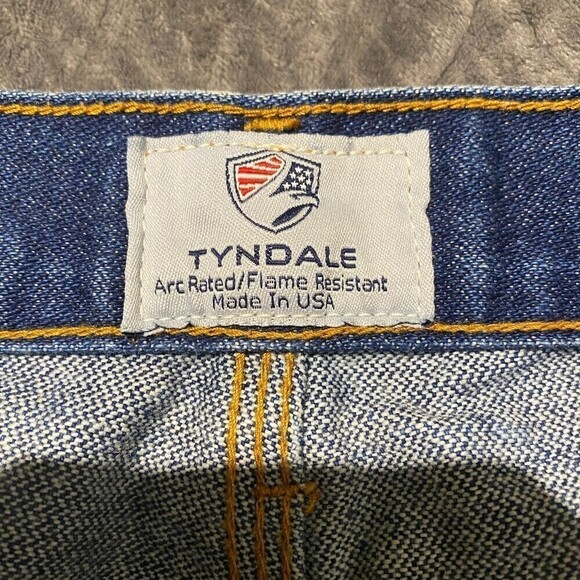 TYNDALE
Arc Rated/Flame Resistant
Made In USA